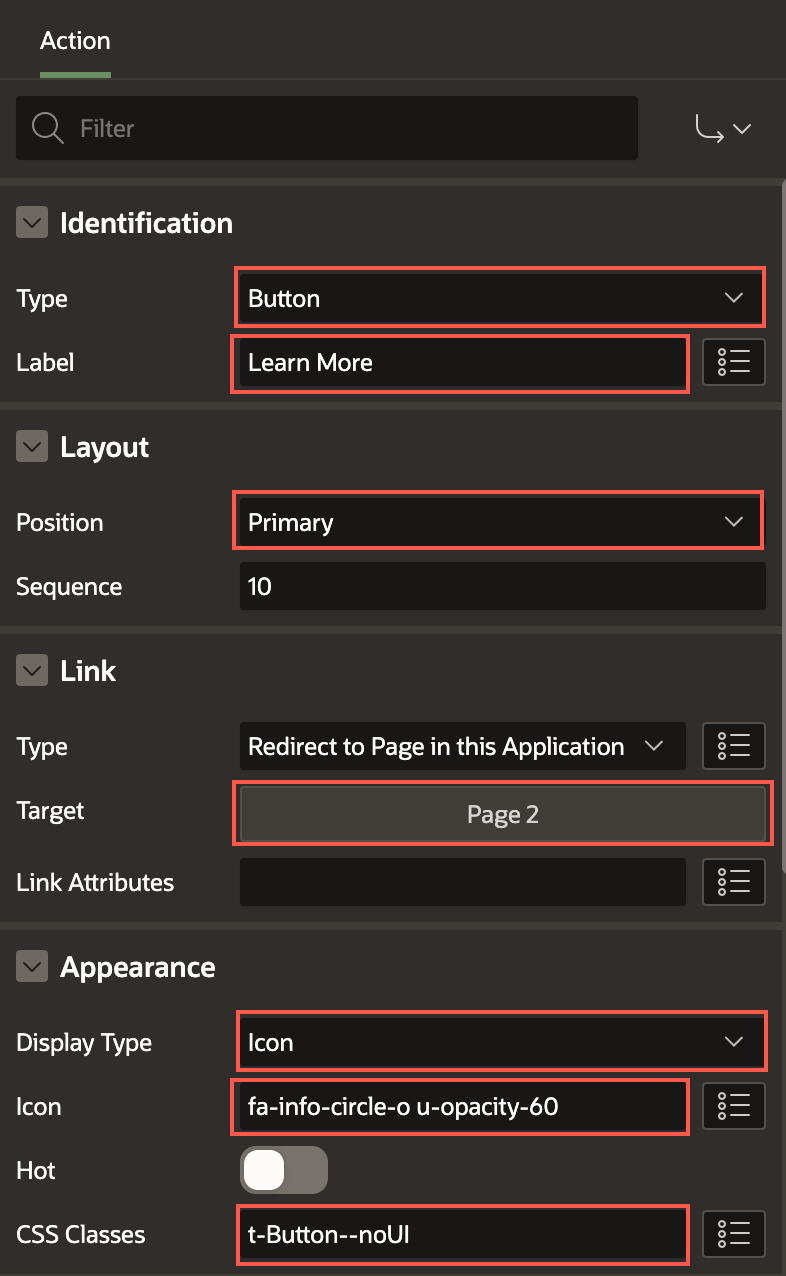 Action
Filter
Identification
Type Button
Label Learn More
Layout
Position Primary
Sequence 10
Link
Type Redirect to Page in this Application
Target Page 2
Link Attributes
Appearance
Display Type Icon
Icon fa-info-circle-o u-opacity-60
Hot
CSS Classes t-Button--noUI